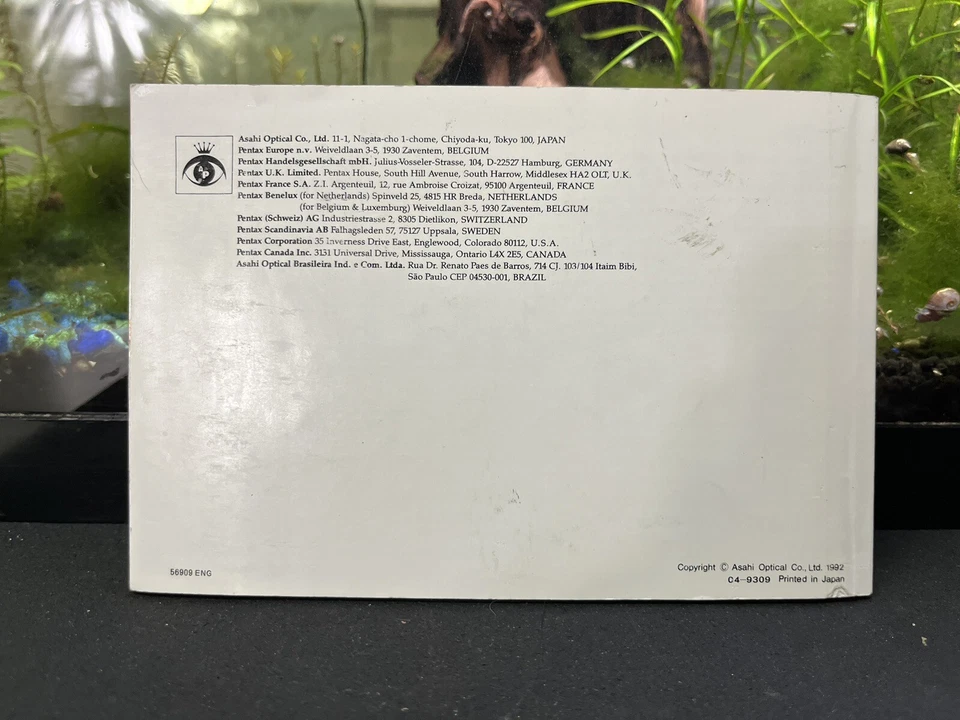 Asahi Optical Co., Ltd. 11-1, Nagata-cho 1-chome, Chiyoda-ku, Tokyo 100, JAPAN
Pentax Europe n.v. Weiveldlaan 3-5, 1930 Zaventem, BELGIUM
Pentax Handelsgesellschaft mbH. Julius-Vosseler-Strasse, 104, D-22527 Hamburg, GERMANY
Pentax U.K. Limited. Pentax House, South Hill Avenue, South Harrow, Middlesex HA2 OLT, U.K.
Pentax France S.A. Z.I. Argenteuil, 12, rue Ambroise Croizat, 95100 Argenteuil, FRANCE
Pentax Benelux (for Netherlands) Spinveld 25, 4815 HR Breda, NETHERLANDS
(for Belgium & Luxemburg) Weiveldlaan 3-5, 1930 Zaventem, BELGIUM
Pentax (Schweiz) AG Industriestrasse 2, 8305 Dietlikon, SWITZERLAND
Pentax Scandinavia AB Falhagsleden 57, 75127 Uppsala, SWEDEN
Pentax Corporation 35 Inverness Drive East, Englewood, Colorado 80112, U.S.A.
Pentax Canada Inc. 3131 Universal Drive, Mississauga, Ontario L4X 2E5, CANADA
Asahi Optical Brasileira Ind. e Com. Ltda. Rua Dr. Renato Paes de Barros, 714 CJ. 103/104 Itaim Bibi,
São Paulo CEP 04530-001, BRAZIL
AP
56909 ENG
Copyright © Asahi Optical Co., Ltd. 1992
04-9309 Printed in Japan